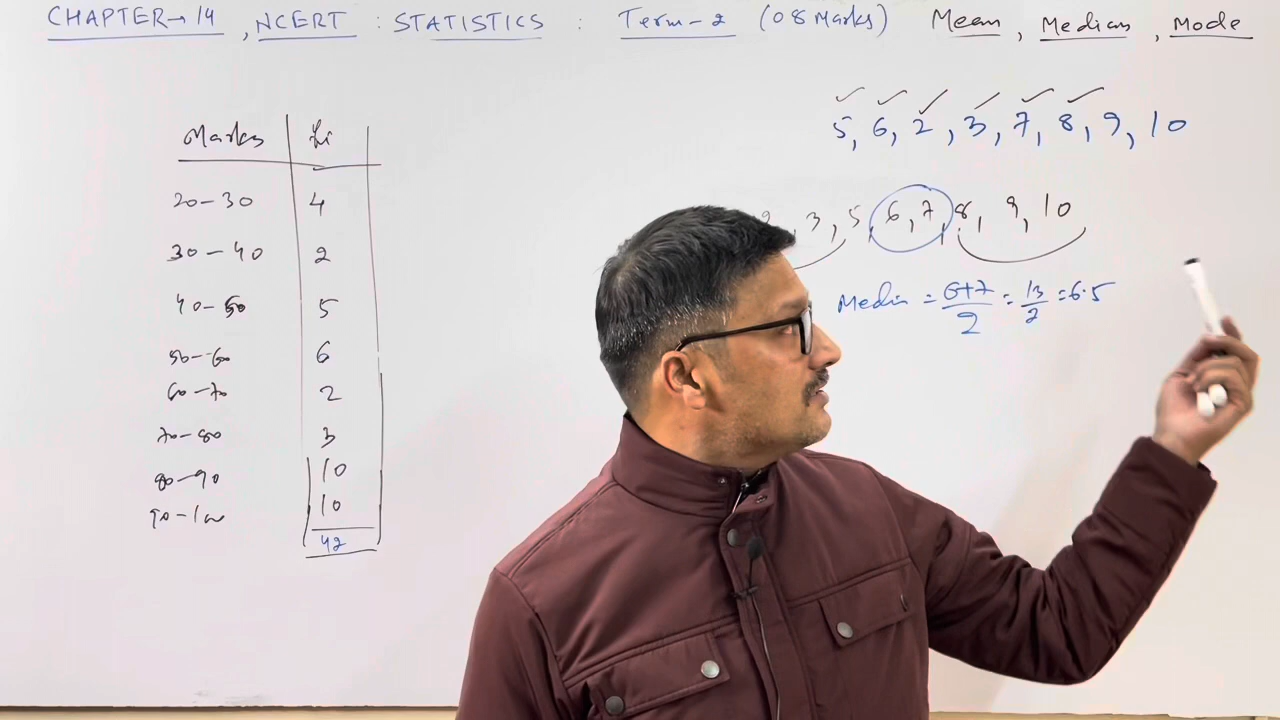 CHAPTER→14, NCERT : STATISTICS : Term-2 (08 Marks) Mean, Median, Mode
5, 6, 2, 3, 7, 8, 9, 10
2, 3, 5, 6, 7, 8, 9, 10
Media = 6+7/2 = 13/2 = 6.5
Marks fi
20-30 4
30-40 2
40-50 5
50-60 6
60-70 2
70-80 3
80-90 10
90-100 10
42